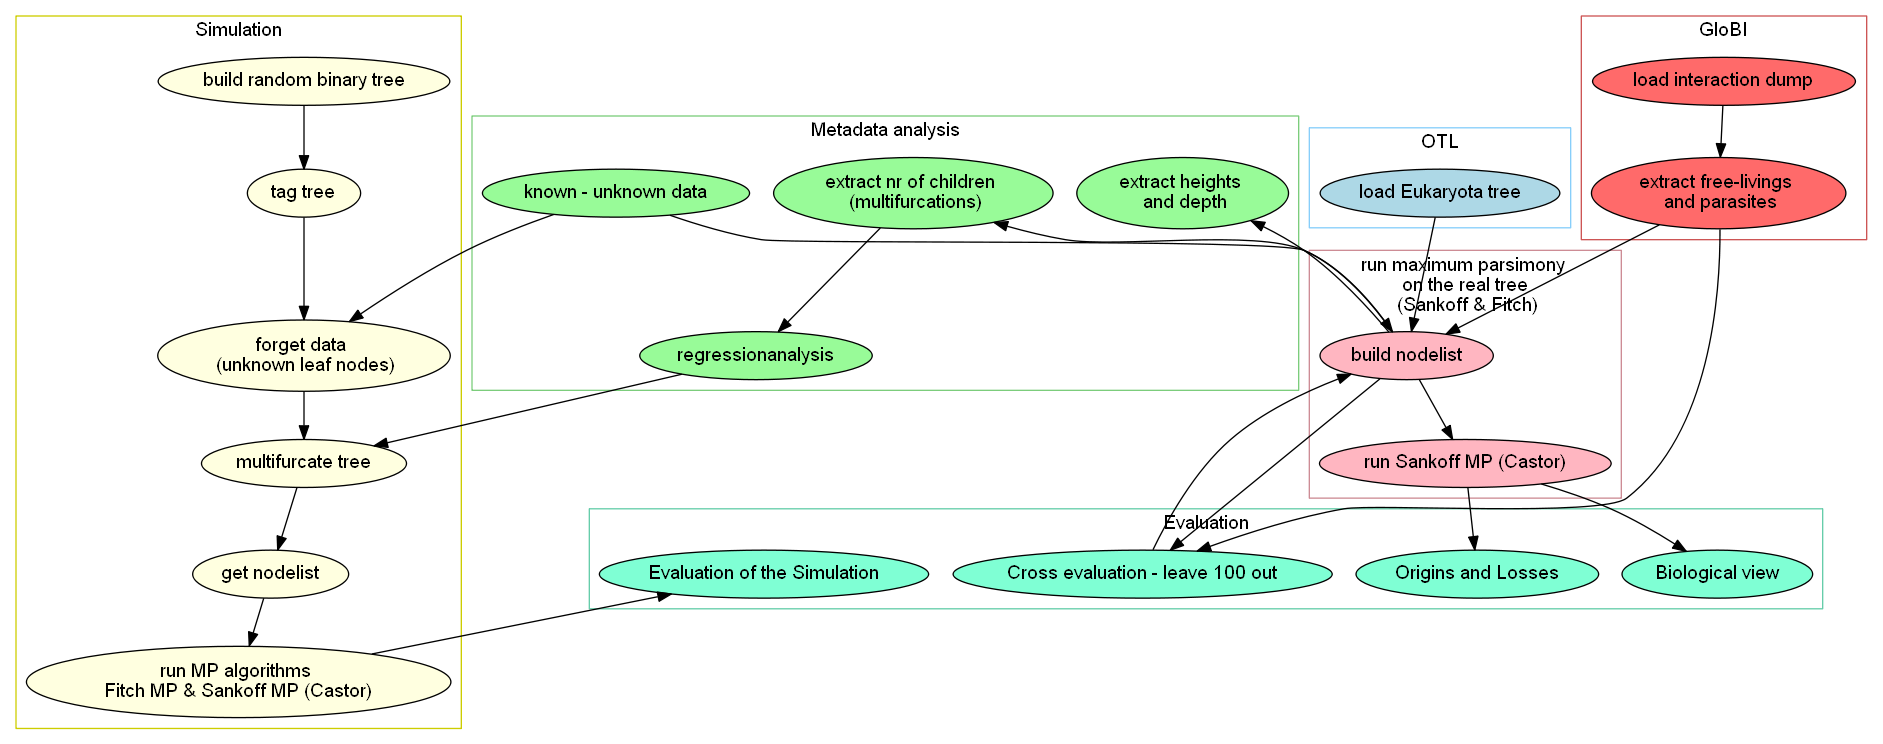 Simulation
build random binary tree
tag tree
forget data
(unknown leaf nodes)
multifurcate tree
get nodelist
run MP algorithms
Fitch MP & Sankoff MP (Castor)
Metadata analysis
known - unknown data
extract nr of children
(multifurcations)
extract heights
and depth
regressionanalysis
OTL
load Eukaryota tree
GloBI
load interaction dump
extract free-livings
and parasites
run maximum parsimony
on the real tree
(Sankoff & Fitch)
build nodelist
run Sankoff MP (Castor)
Evaluation
Evaluation of the Simulation
Cross evaluation - leave 100 out
Origins and Losses
Biological view